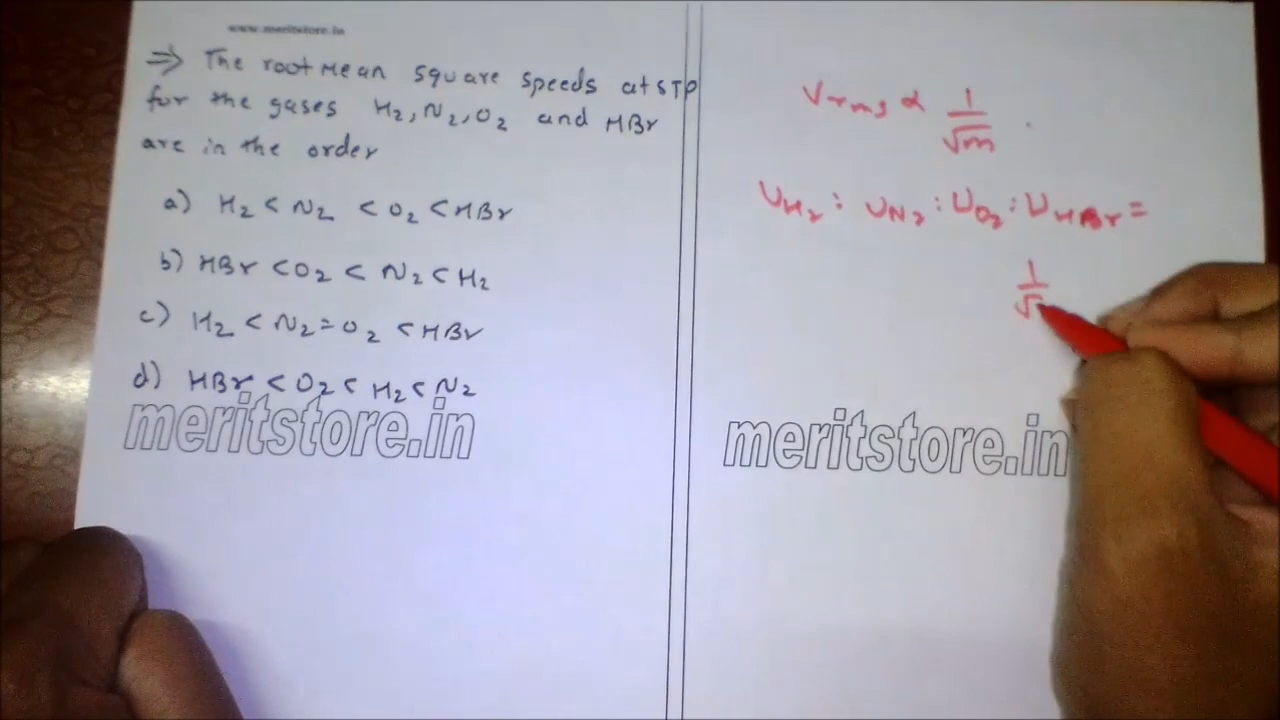 www.meritstore.in
⇒ The root Mean square speeds at STP
for the gases H2, N2, O2 and HBr
are in the order
a) H2 < N2 < O2 < HBr
b) HBr < O2 < N2 < H2
c) H2 < N2 = O2 < HBr
d) HBr < O2 < H2 < N2
meritstore.in
Vrms ∝ 1/√m .
UH2 : UN2 : UO2 : UHBr =
1/√
meritstore.in